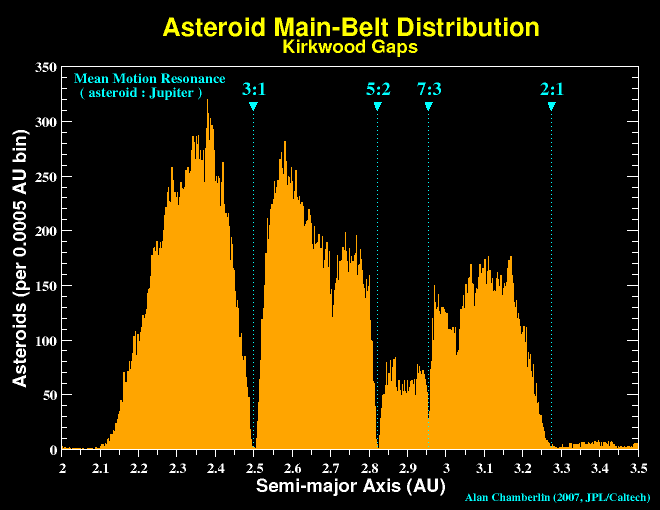 Asteroid Main-Belt Distribution
Kirkwood Gaps
Mean Motion Resonance
( asteroid : Jupiter )
3:1 5:2 7:3 2:1
Asteroids (per 0.0005 AU bin)
350
300
250
200
150
100
50
0
2 2.1 2.2 2.3 2.4 2.5 2.6 2.7 2.8 2.9 3 3.1 3.2 3.3 3.4 3.5
Semi-major Axis (AU)
Alan Chamberlin (2007, JPL/Caltech)